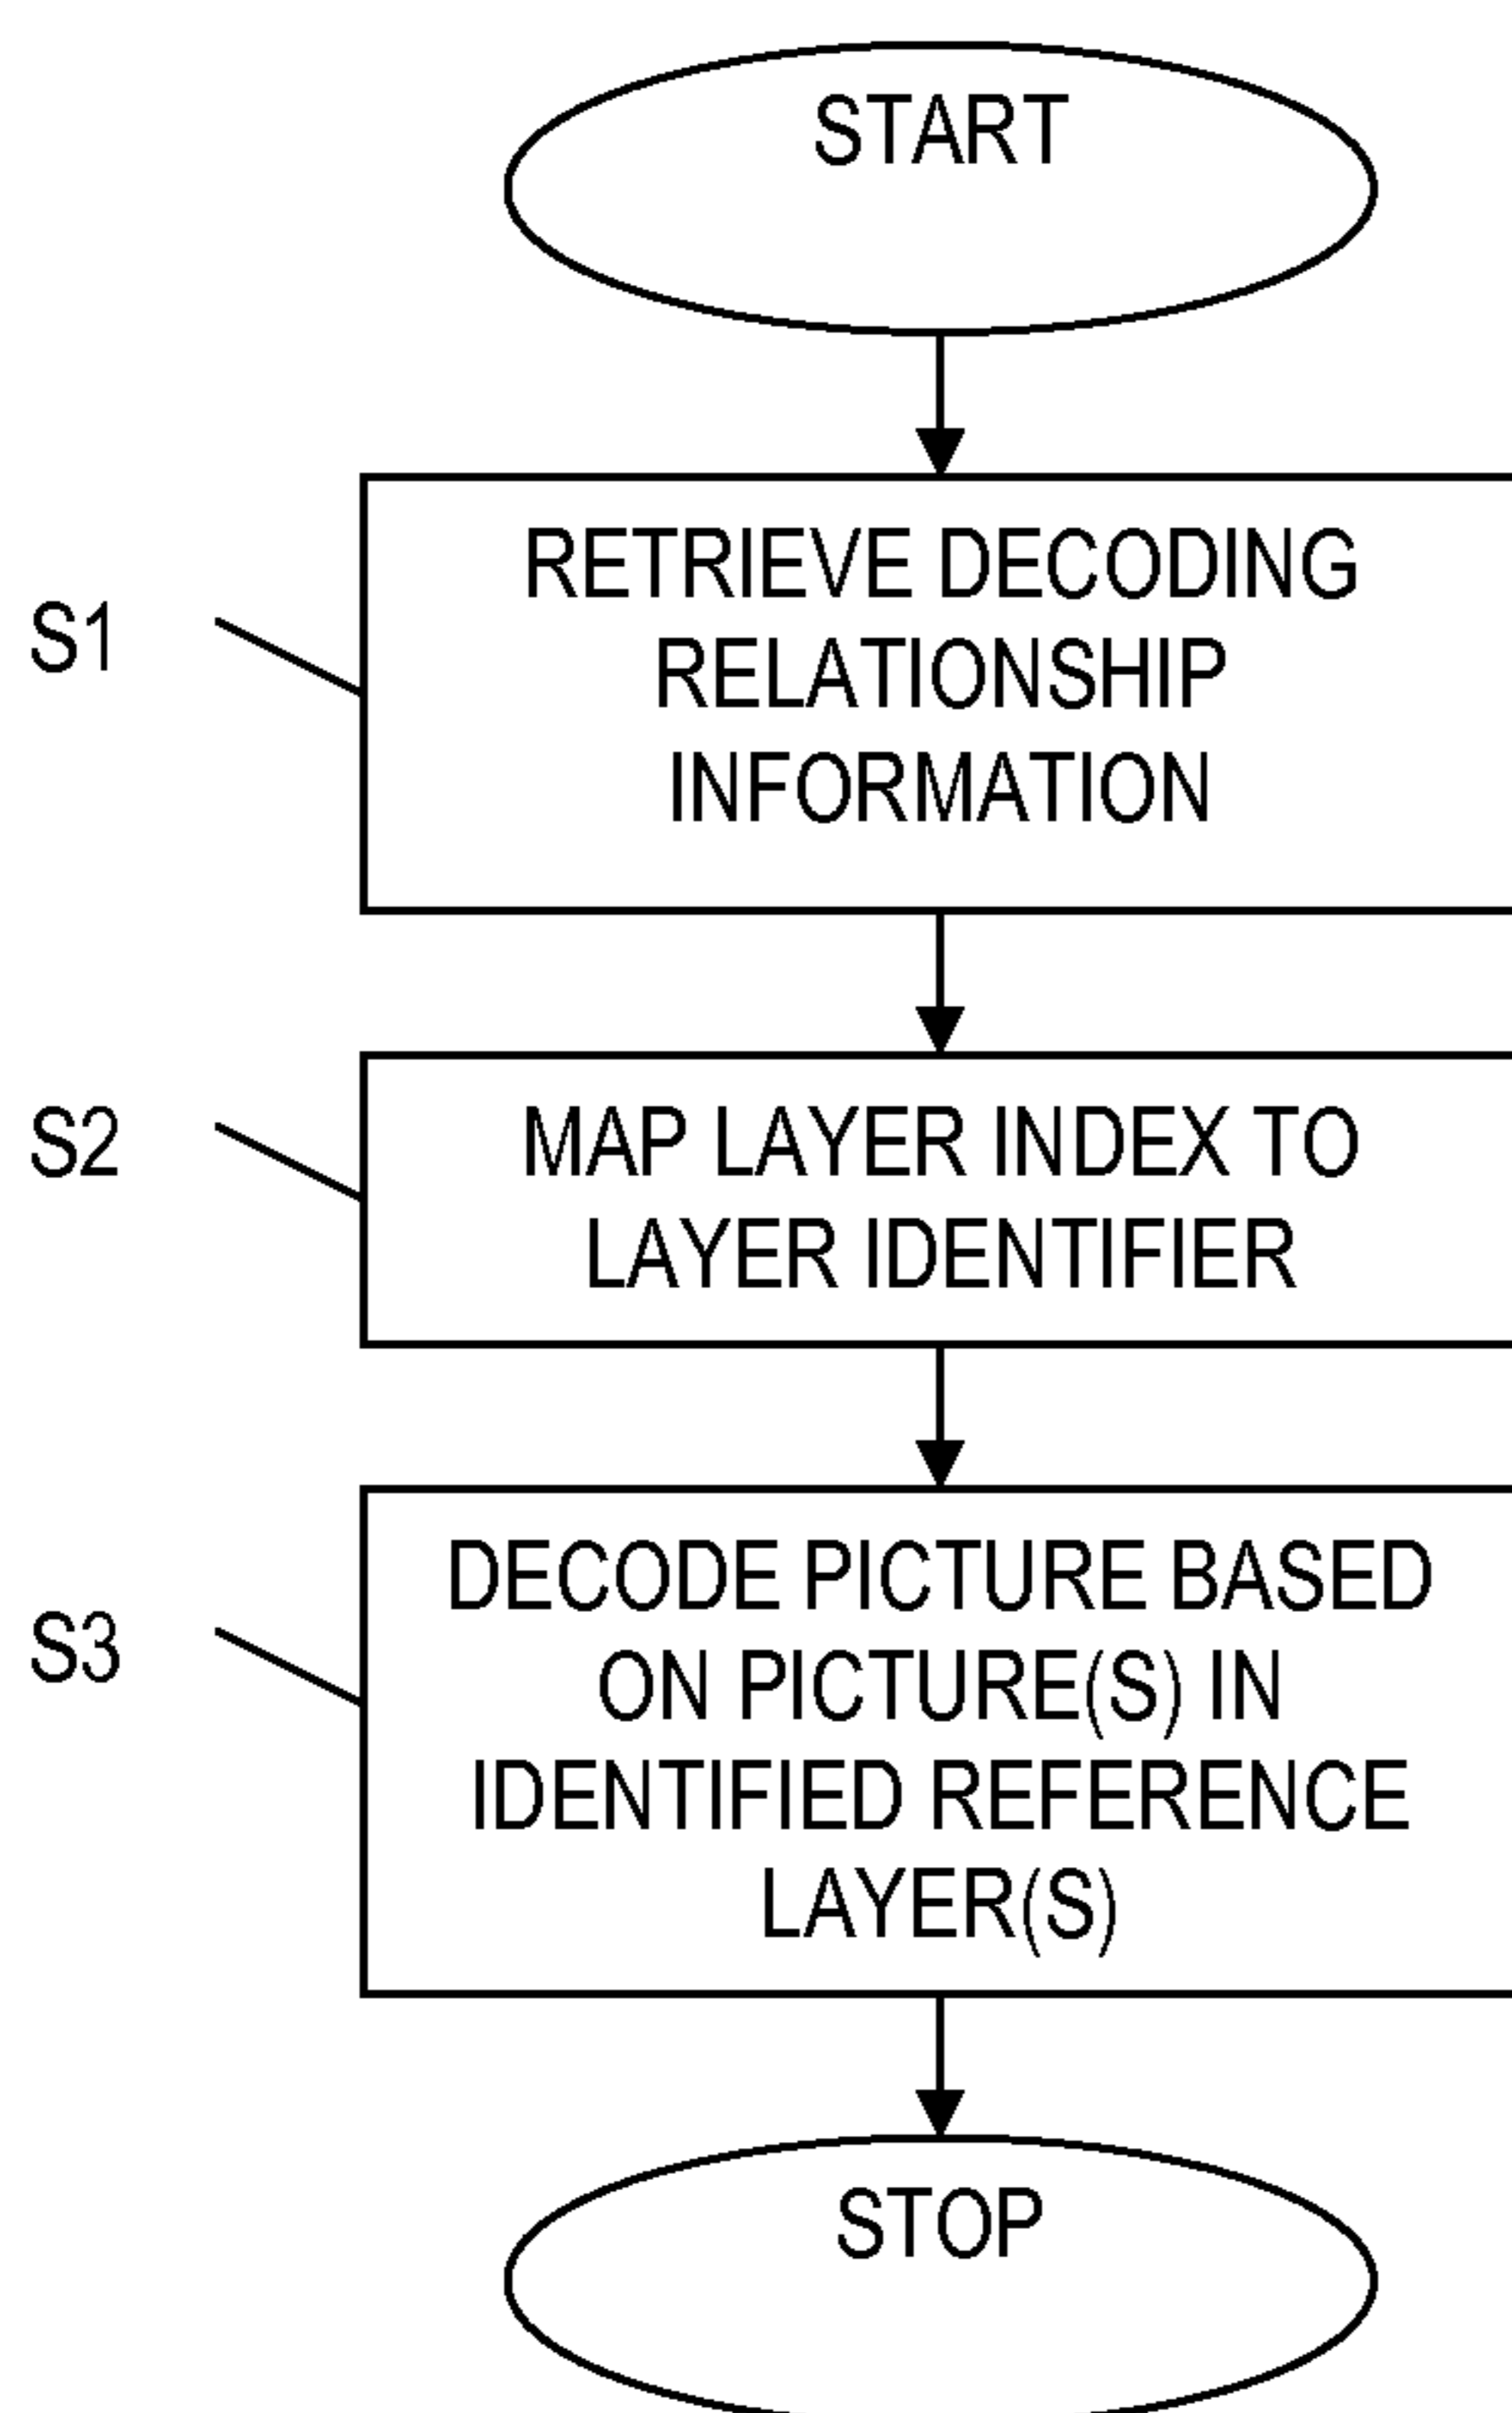 START
S1
RETRIEVE DECODING
RELATIONSHIP
INFORMATION
S2
MAP LAYER INDEX TO
LAYER IDENTIFIER
S3
DECODE PICTURE BASED
ON PICTURE(S) IN
IDENTIFIED REFERENCE
LAYER(S)
STOP